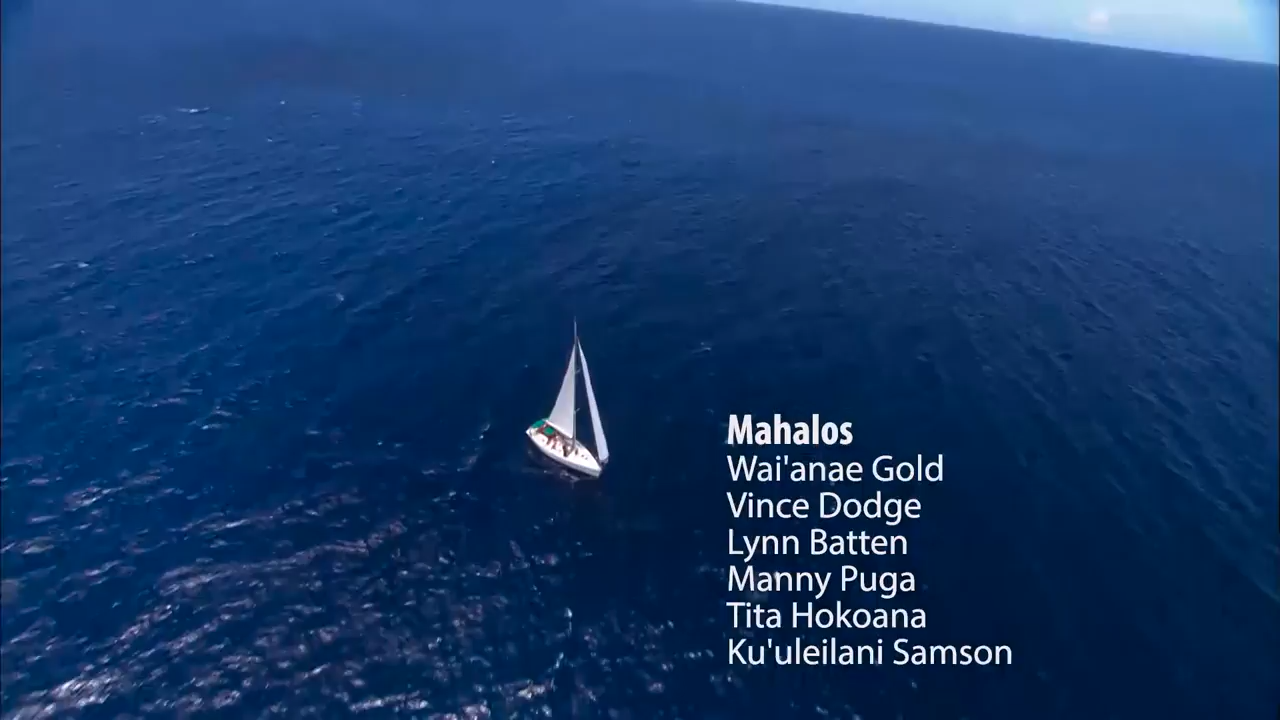 Mahalos
Wai'anae Gold
Vince Dodge
Lynn Batten
Manny Puga
Tita Hokoana
Ku'uleilani Samson